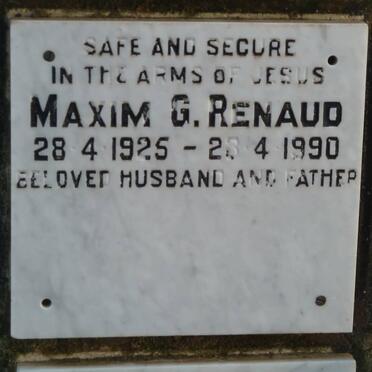 SAFE AND SECURE
IN THE ARMS OF JESUS
MAXIM G. RENAUD
28 4 1925 - 4 1990
BELOVED HUSBAND AND FATHER